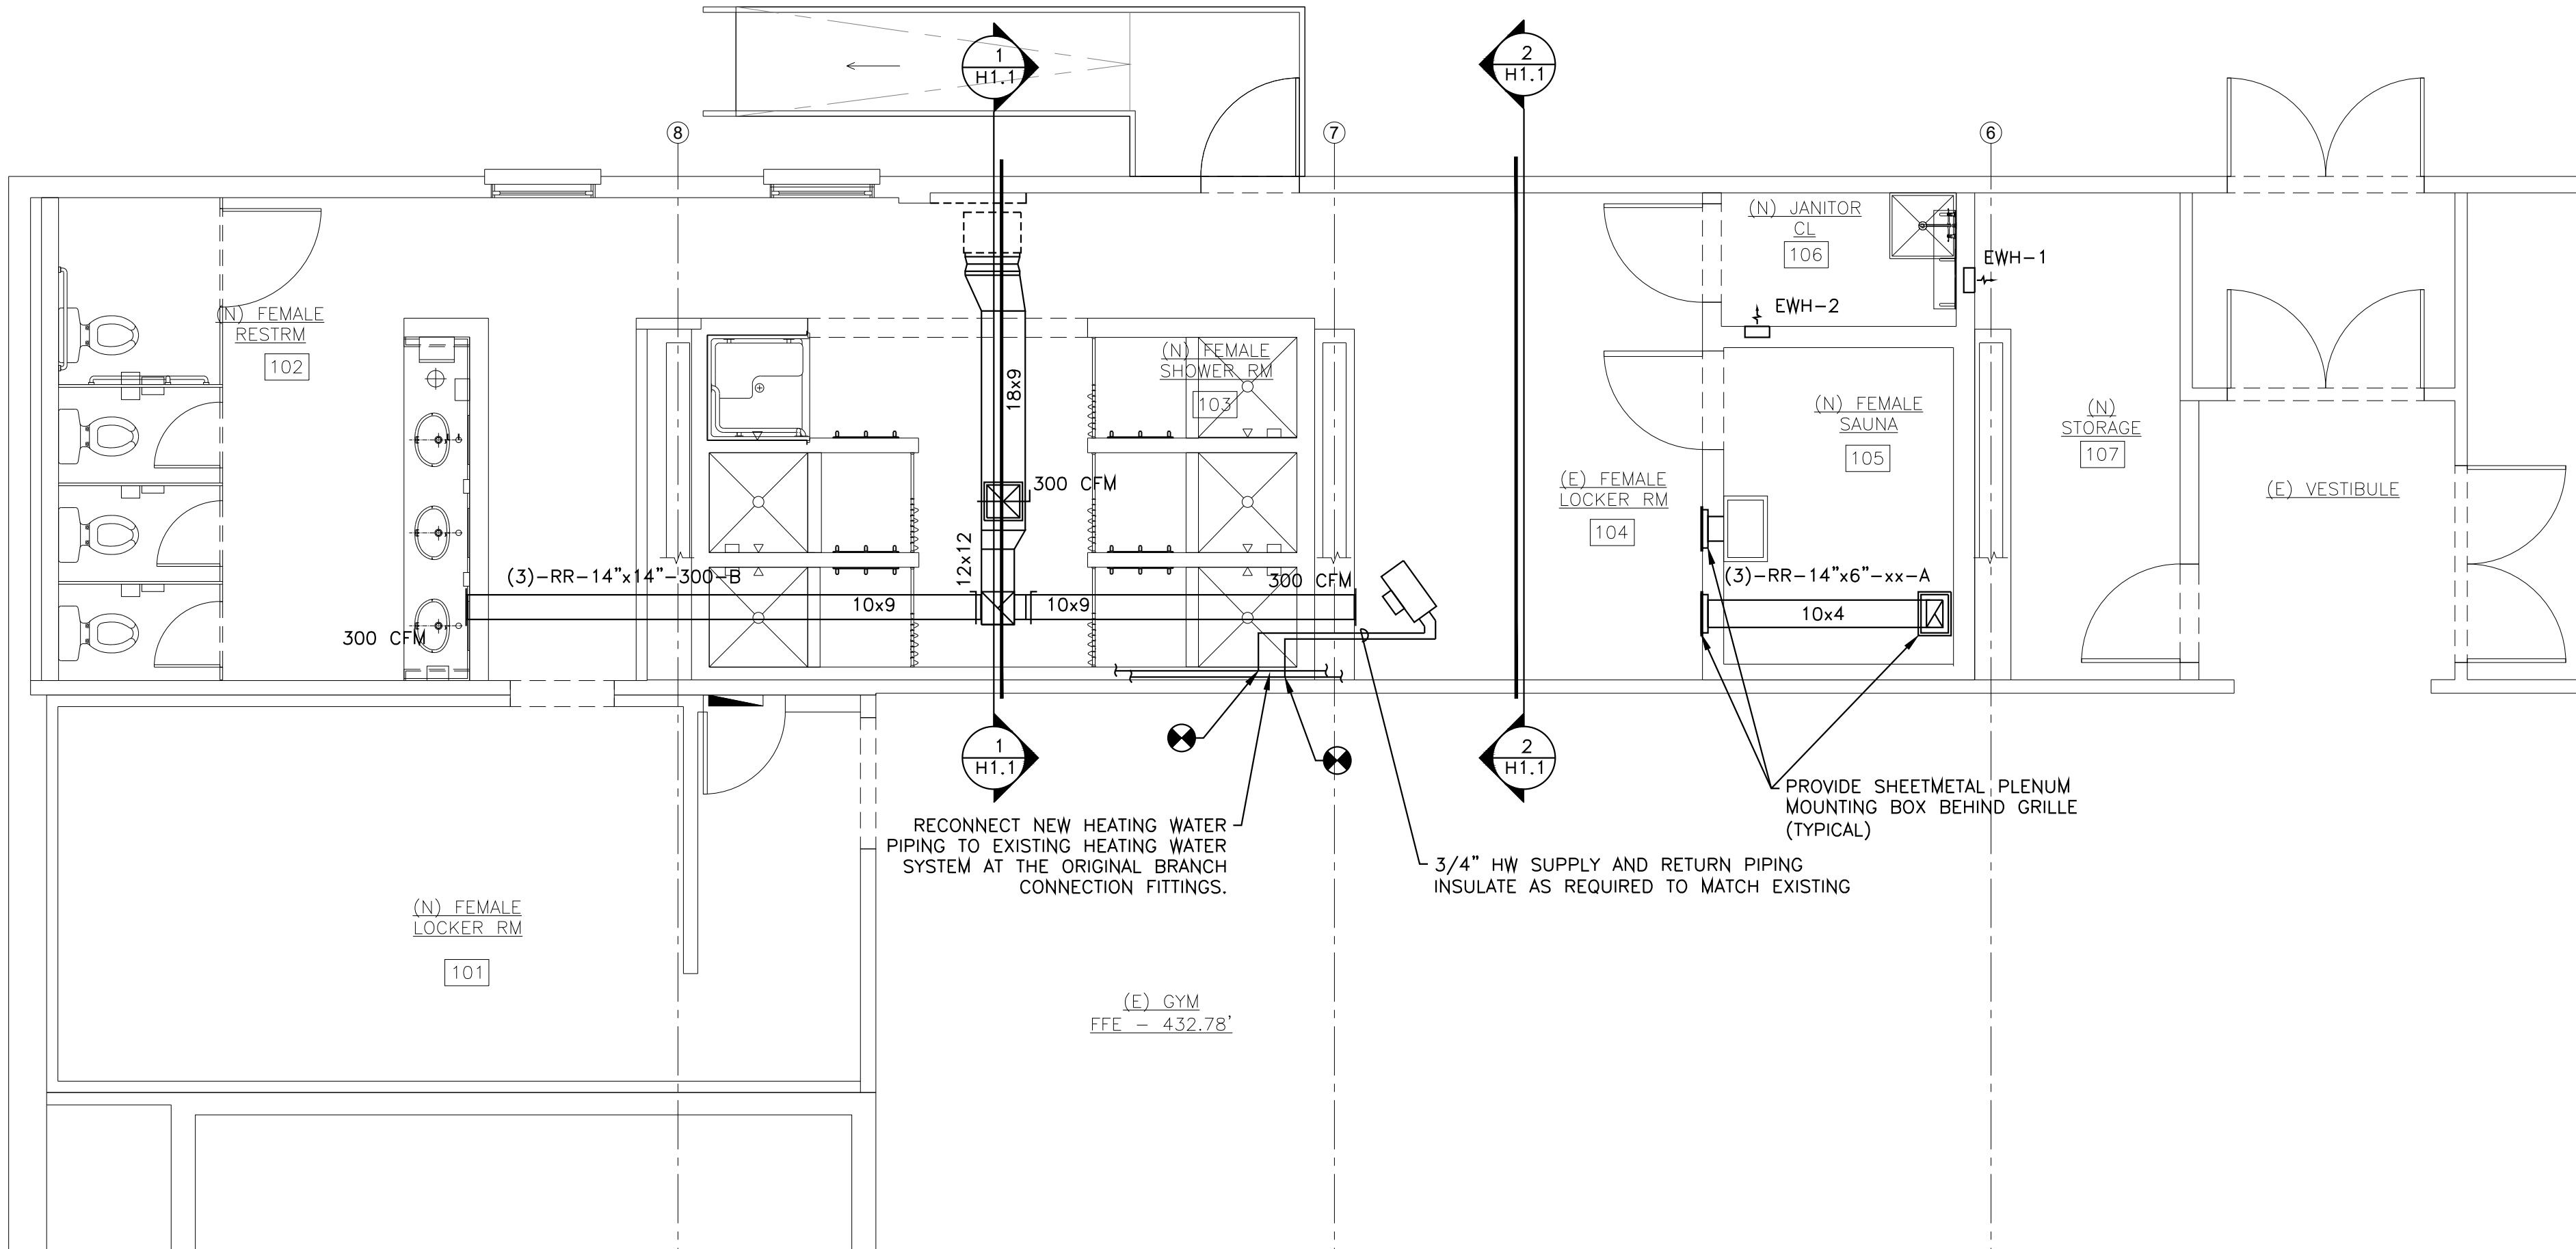 1
H1.1
2
H1.1
8
7
6
(N) JANITOR
CL
106
EWH-1
EWH-2
(N) FEMALE
RESTRM
102
(N) FEMALE
SHOWER RM
103
18x9
(N) FEMALE
SAUNA
105
(N)
STORAGE
107
300 CFM
(E) FEMALE
LOCKER RM
104
(E) VESTIBULE
12x12
(3)-RR-14"x14"-300-B
300 CFM
(3)-RR-14"x6"-xx-A
10x9
10x9
10x4
300 CFM
1
H1.1
2
H1.1
PROVIDE SHEETMETAL PLENUM
MOUNTING BOX BEHIND GRILLE
(TYPICAL)
RECONNECT NEW HEATING WATER
PIPING TO EXISTING HEATING WATER
SYSTEM AT THE ORIGINAL BRANCH
CONNECTION FITTINGS.
3/4" HW SUPPLY AND RETURN PIPING
INSULATE AS REQUIRED TO MATCH EXISTING
(N) FEMALE
LOCKER RM
101
(E) GYM
FFE - 432.78'